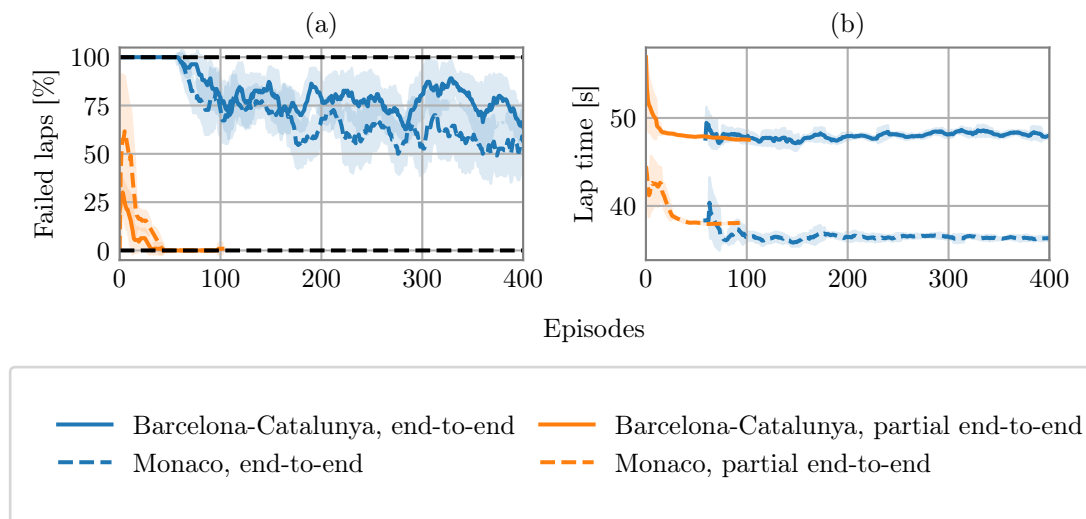 (a)
(b)
Failed laps [%]
100
75
50
25
0
0
100
200
300
400
Lap time [s]
50
40
0
100
200
300
400
Episodes
Barcelona-Catalunya, end-to-end
Monaco, end-to-end
Barcelona-Catalunya, partial end-to-end
Monaco, partial end-to-end